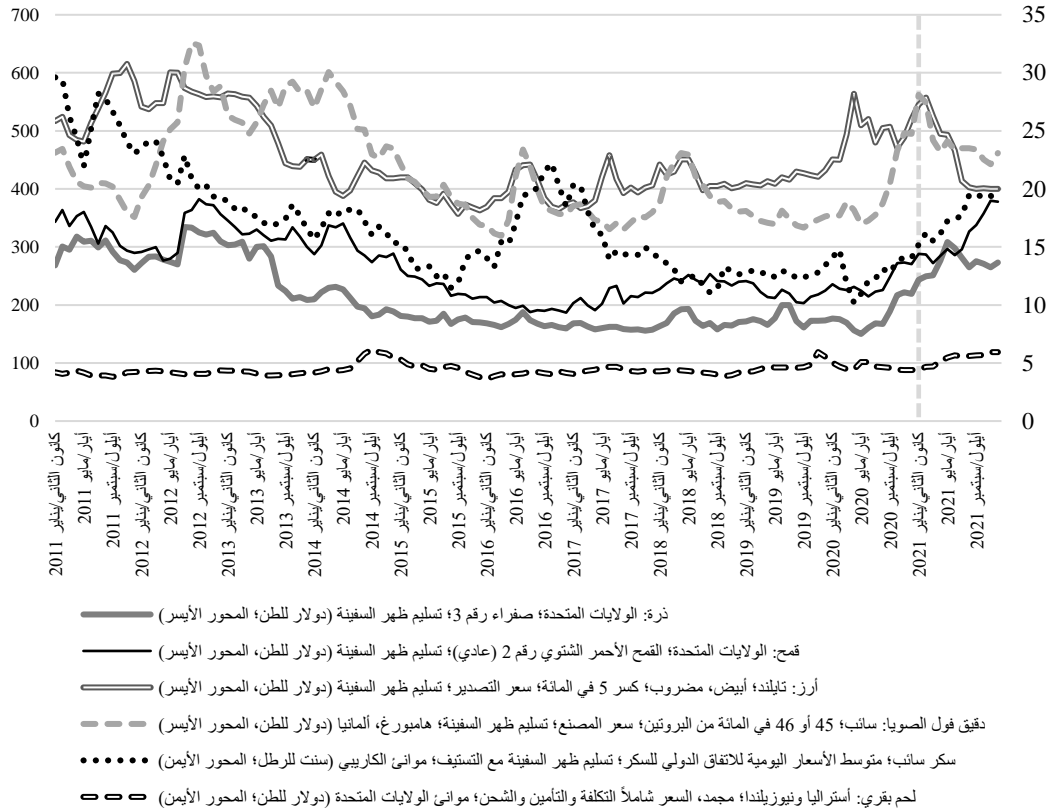 700
600
500
400
300
200
100
0
35
30
25
20
15
10
5
0
كانون الثاني/يناير 2011
أيار/مايو 2011
أيلول/سبتمبر 2011
كانون الثاني/يناير 2012
أيار/مايو 2012
أيلول/سبتمبر 2012
كانون الثاني/يناير 2013
أيار/مايو 2013
أيلول/سبتمبر 2013
كانون الثاني/يناير 2014
أيار/مايو 2014
أيلول/سبتمبر 2014
كانون الثاني/يناير 2015
أيار/مايو 2015
أيلول/سبتمبر 2015
كانون الثاني/يناير 2016
أيار/مايو 2016
أيلول/سبتمبر 2016
كانون الثاني/يناير 2017
أيار/مايو 2017
أيلول/سبتمبر 2017
كانون الثاني/يناير 2018
أيار/مايو 2018
أيلول/سبتمبر 2018
كانون الثاني/يناير 2019
أيار/مايو 2019
أيلول/سبتمبر 2019
كانون الثاني/يناير 2020
أيار/مايو 2020
أيلول/سبتمبر 2020
كانون الثاني/يناير 2021
أيار/مايو 2021
أيلول/سبتمبر 2021
ذرة: الولايات المتحدة؛ صفراء رقم 3؛ تسليم ظهر السفينة (دولار للطن؛ المحور الأيسر)
قمح: الولايات المتحدة؛ القمح الأحمر الشتوي رقم 2 (عادي)؛ تسليم ظهر السفينة (دولار للطن، المحور الأيسر)
أرز: تايلند؛ أبيض، مضروب؛ كسر 5 في المائة؛ سعر التصدير؛ تسليم ظهر السفينة (دولار للطن، المحور الأيسر)
دقيق فول الصويا: سائب؛ 45 أو 46 في المائة من البروتين؛ سعر المصنع؛ تسليم ظهر السفينة؛ هامبورغ، ألمانيا (دولار للطن، المحور الأيسر)
سكر سائب؛ متوسط الأسعار اليومية للاتفاق الدولي للسكر؛ تسليم ظهر السفينة مع التستيف؛ موانئ الكاريبي (سنت للرطل؛ المحور الأيمن)
لحم بقري: أستراليا ونيوزيلندا؛ مجمد، السعر شاملاً التكلفة والتأمين والشحن؛ موانئ الولايات المتحدة (دولار للطن؛ المحور الأيمن)